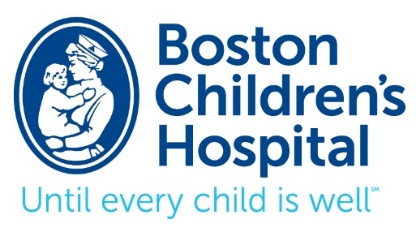 Boston
Children's
Hospital
Until every child is well℠